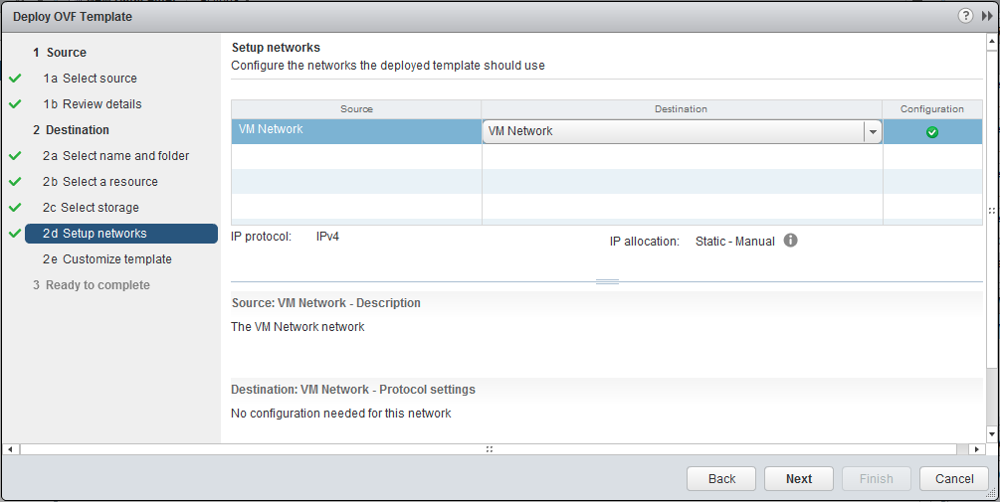 Deploy OVF Template
1 Source
1a Select source
1b Review details
2 Destination
2a Select name and folder
2b Select a resource
2c Select storage
2d Setup networks
2e Customize template
3 Ready to complete
Setup networks
Configure the networks the deployed template should use
Source Destination Configuration
VM Network VM Network
IP protocol: IPv4 IP allocation: Static - Manual
Source: VM Network - Description
The VM Network network
Destination: VM Network - Protocol settings
No configuration needed for this network
Back Next Finish Cancel